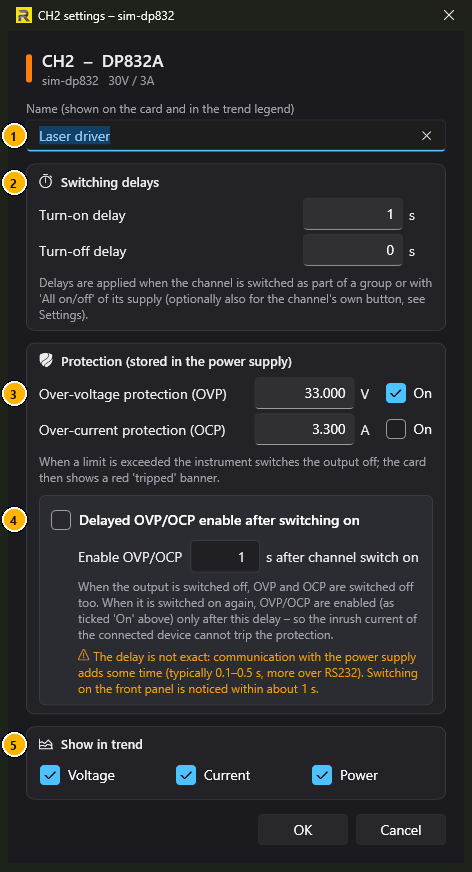 CH2 settings – sim-dp832
CH2 – DP832A
sim-dp832 30V / 3A
Name (shown on the card and in the trend legend)
1 Laser driver
2 Switching delays
Turn-on delay 1 s
Turn-off delay 0 s
Delays are applied when the channel is switched as part of a group or with
'All on/off' of its supply (optionally also for the channel's own button, see
Settings).
Protection (stored in the power supply)
3 Over-voltage protection (OVP) 33.000 V On
Over-current protection (OCP) 3.300 A On
When a limit is exceeded the instrument switches the output off; the card
then shows a red 'tripped' banner.
4 Delayed OVP/OCP enable after switching on
Enable OVP/OCP 1 s after channel switch on
When the output is switched off, OVP and OCP are switched off
too. When it is switched on again, OVP/OCP are enabled (as
ticked 'On' above) only after this delay – so the inrush current of
the connected device cannot trip the protection.
⚠ The delay is not exact: communication with the power supply
adds some time (typically 0.1–0.5 s, more over RS232). Switching
on the front panel is noticed within about 1 s.
5 Show in trend
Voltage Current Power
OK Cancel